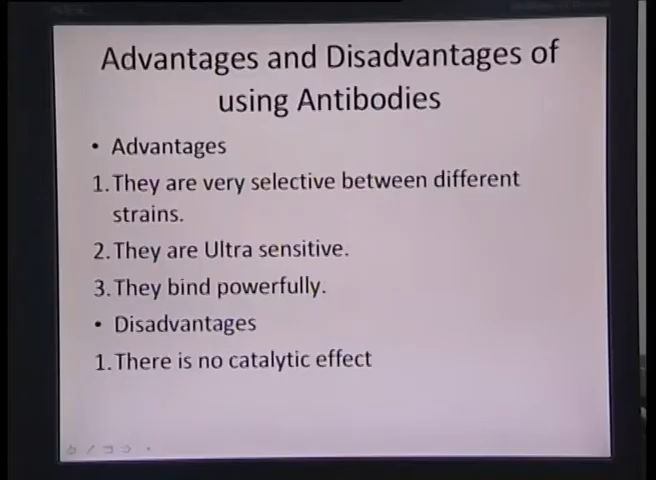 Advantages and Disadvantages of
using Antibodies
• Advantages
1. They are very selective between different
strains.
2. They are Ultra sensitive.
3. They bind powerfully.
• Disadvantages
1. There is no catalytic effect